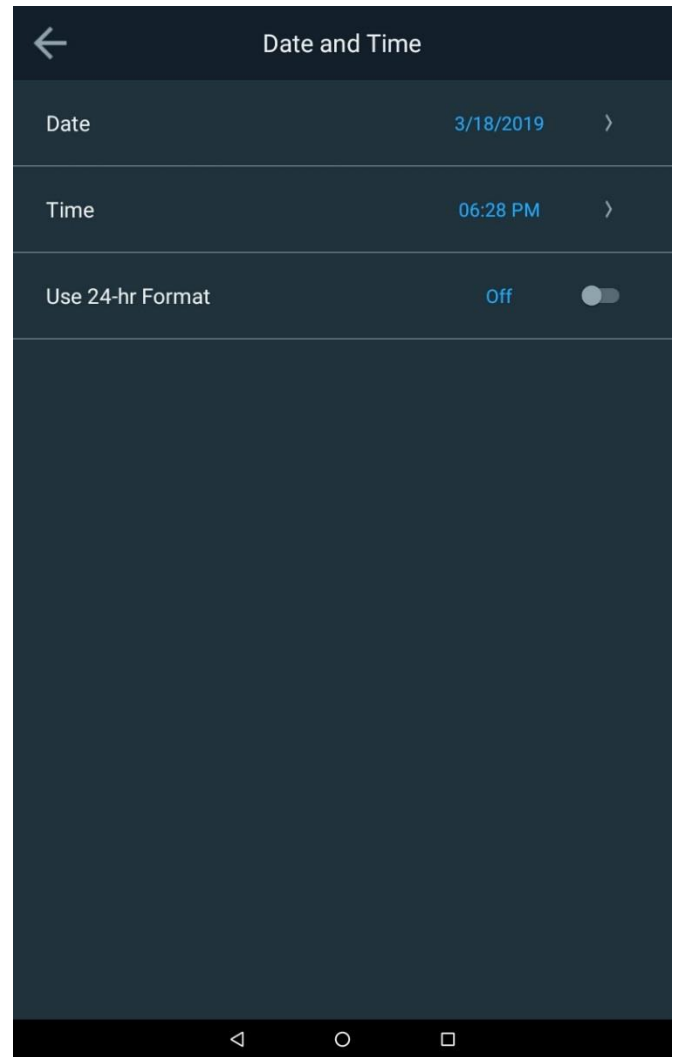 Date and Time
Date 3/18/2019
Time 06:28 PM
Use 24-hr Format Off